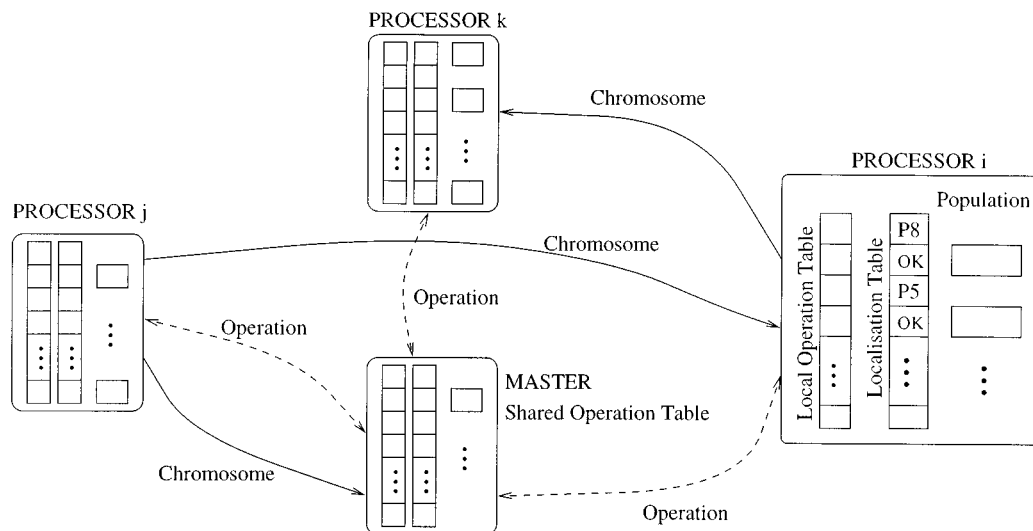 PROCESSOR k
Chromosome
PROCESSOR i
PROCESSOR j
Population
Chromosome
Local Operation Table
Localisation Table
P8
OK
P5
OK
Operation
Operation
MASTER
Shared Operation Table
Chromosome
Operation